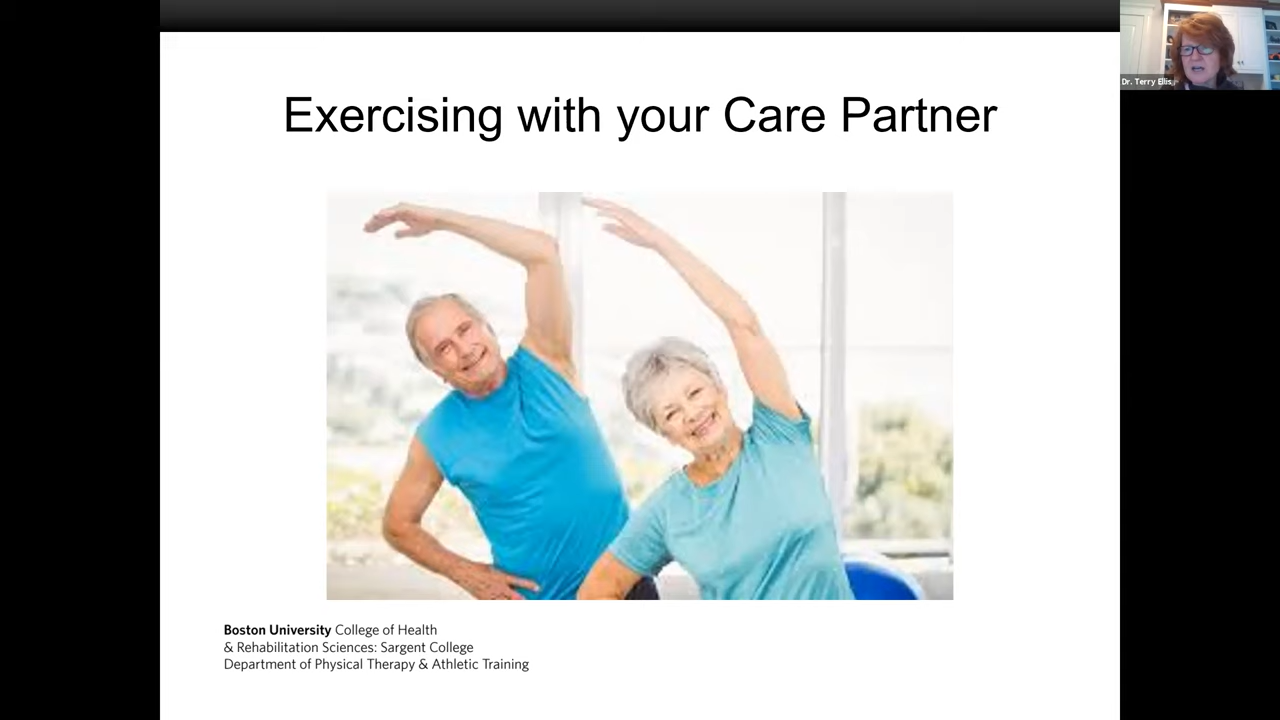 Exercising with your Care Partner
Dr. Terry Ellis
Boston University College of Health
& Rehabilitation Sciences: Sargent College
Department of Physical Therapy & Athletic Training